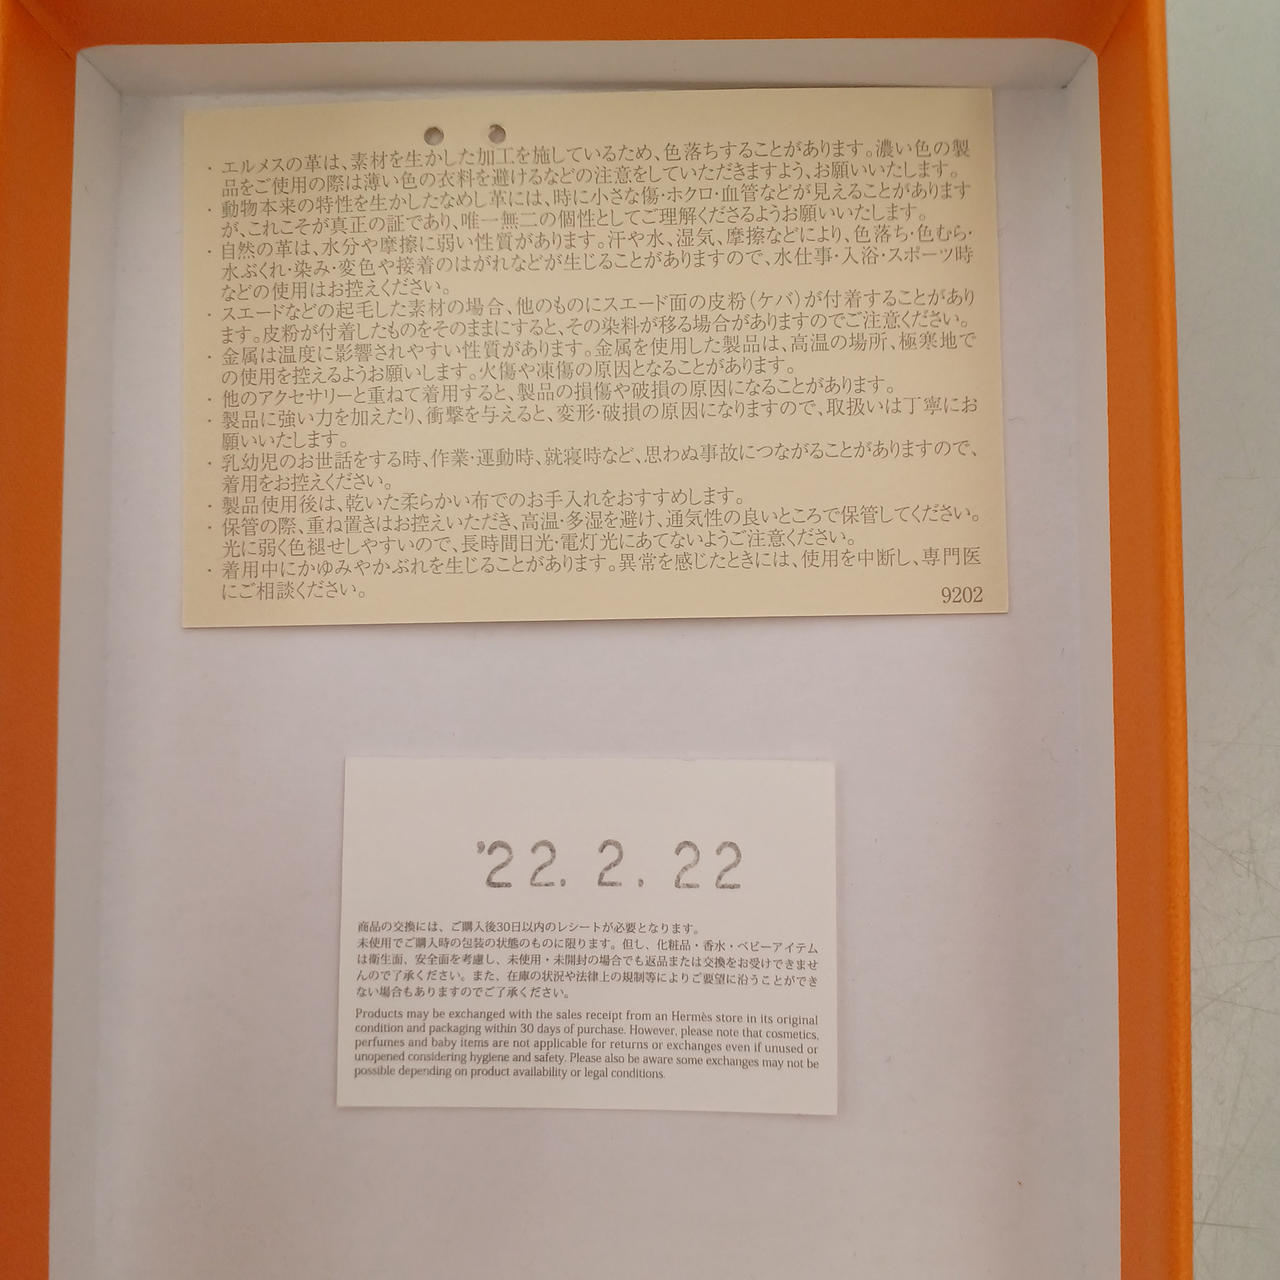 ・エルメスの革は、素材を生かした加工を施しているため、色落ちすることがあります。濃い色の製
品をご使用の際は薄い色の衣料を避けるなどの注意をしていただきますよう、お願いいたします。
・動物本来の特性を生かしたなめし革には、時に小さな傷・ホクロ・血管などが見えることがあります
が、これこそが真正の証であり、唯一無二の個性としてご理解くださるようお願いいたします。
・自然の革は、水分や摩擦に弱い性質があります。汗や水、湿気、摩擦などにより、色落ち・色むら・
水ぶくれ・染み・変色や接着のはがれなどが生じることがありますので、水仕事・入浴・スポーツ時
などの使用はお控えください。
・スエードなどの起毛した素材の場合、他のものにスエード面の皮粉(ケバ)が付着することがあり
ます。皮粉が付着したものをそのままにすると、その染料が移る場合がありますのでご注意ください。
・金属は温度に影響されやすい性質があります。金属を使用した製品は、高温の場所、極寒地で
の使用を控えるようお願いします。火傷や凍傷の原因となることがあります。
・他のアクセサリーと重ねて着用すると、製品の損傷や破損の原因になることがあります。
・製品に強い力を加えたり、衝撃を与えると、変形・破損の原因になりますので、取扱いは丁寧にお
願いいたします。
・乳幼児のお世話をする時、作業・運動時、就寝時など、思わぬ事故につながることがありますので、
着用をお控えください。
・製品使用後は、乾いた柔らかい布でのお手入れをおすすめします。
・保管の際、重ね置きはお控えいただき、高温・多湿を避け、通気性の良いところで保管してください。
光に弱く色褪せしやすいので、長時間日光・電灯光にあてないようご注意ください。
・着用中にかゆみやかぶれを生じることがあります。異常を感じたときには、使用を中断し、専門医
にご相談ください。
9202
'22. 2. 22
商品の交換には、ご購入後30日以内のレシートが必要となります。
未使用でご購入時の包装の状態のものに限ります。但し、化粧品・香水・ベビーアイテム
は衛生面、安全面を考慮し、未使用・未開封の場合でも返品または交換をお受けできませ
んので了承ください。また、在庫の状況や法律上の規制等によりご要望に沿うことができ
ない場合もありますのでご了承ください。
Products may be exchanged with the sales receipt from an Hermès store in its original
condition and packaging within 30 days of purchase. However, please note that cosmetics,
perfumes and baby items are not applicable for returns or exchanges even if unused or
unopened considering hygiene and safety. Please also be aware some exchanges may not be
possible depending on product availability or legal conditions.